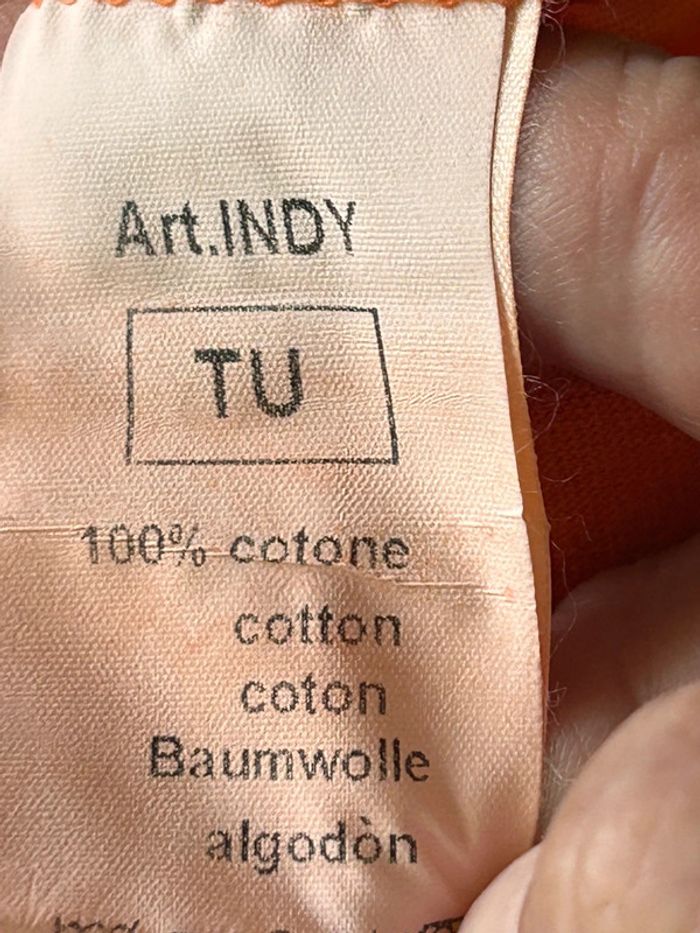 Art.INDY
TU
100% cotone
cotton
coton
Baumwolle
algodòn